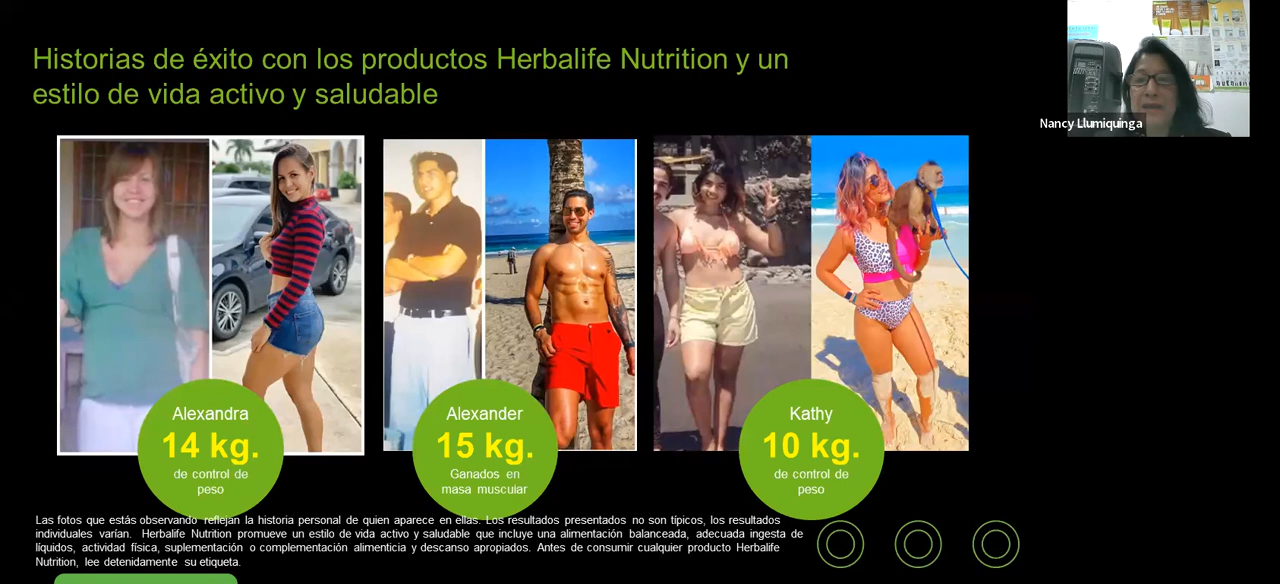 Historias de éxito con los productos Herbalife Nutrition y un
estilo de vida activo y saludable
Nancy Llumiquinga
Alexandra
14 kg.
de control de
peso
Alexander
15 kg.
Ganados en
masa muscular
Kathy
10 kg.
de control de
peso
Las fotos que estás observando reflejan la historia personal de quien aparece en ellas. Los resultados presentados no son típicos, los resultados
individuales varían. Herbalife Nutrition promueve un estilo de vida activo y saludable que incluye una alimentación balanceada, adecuada ingesta de
líquidos, actividad física, suplementación o complementación alimenticia y descanso apropiados. Antes de consumir cualquier producto Herbalife
Nutrition, lee detenidamente su etiqueta.